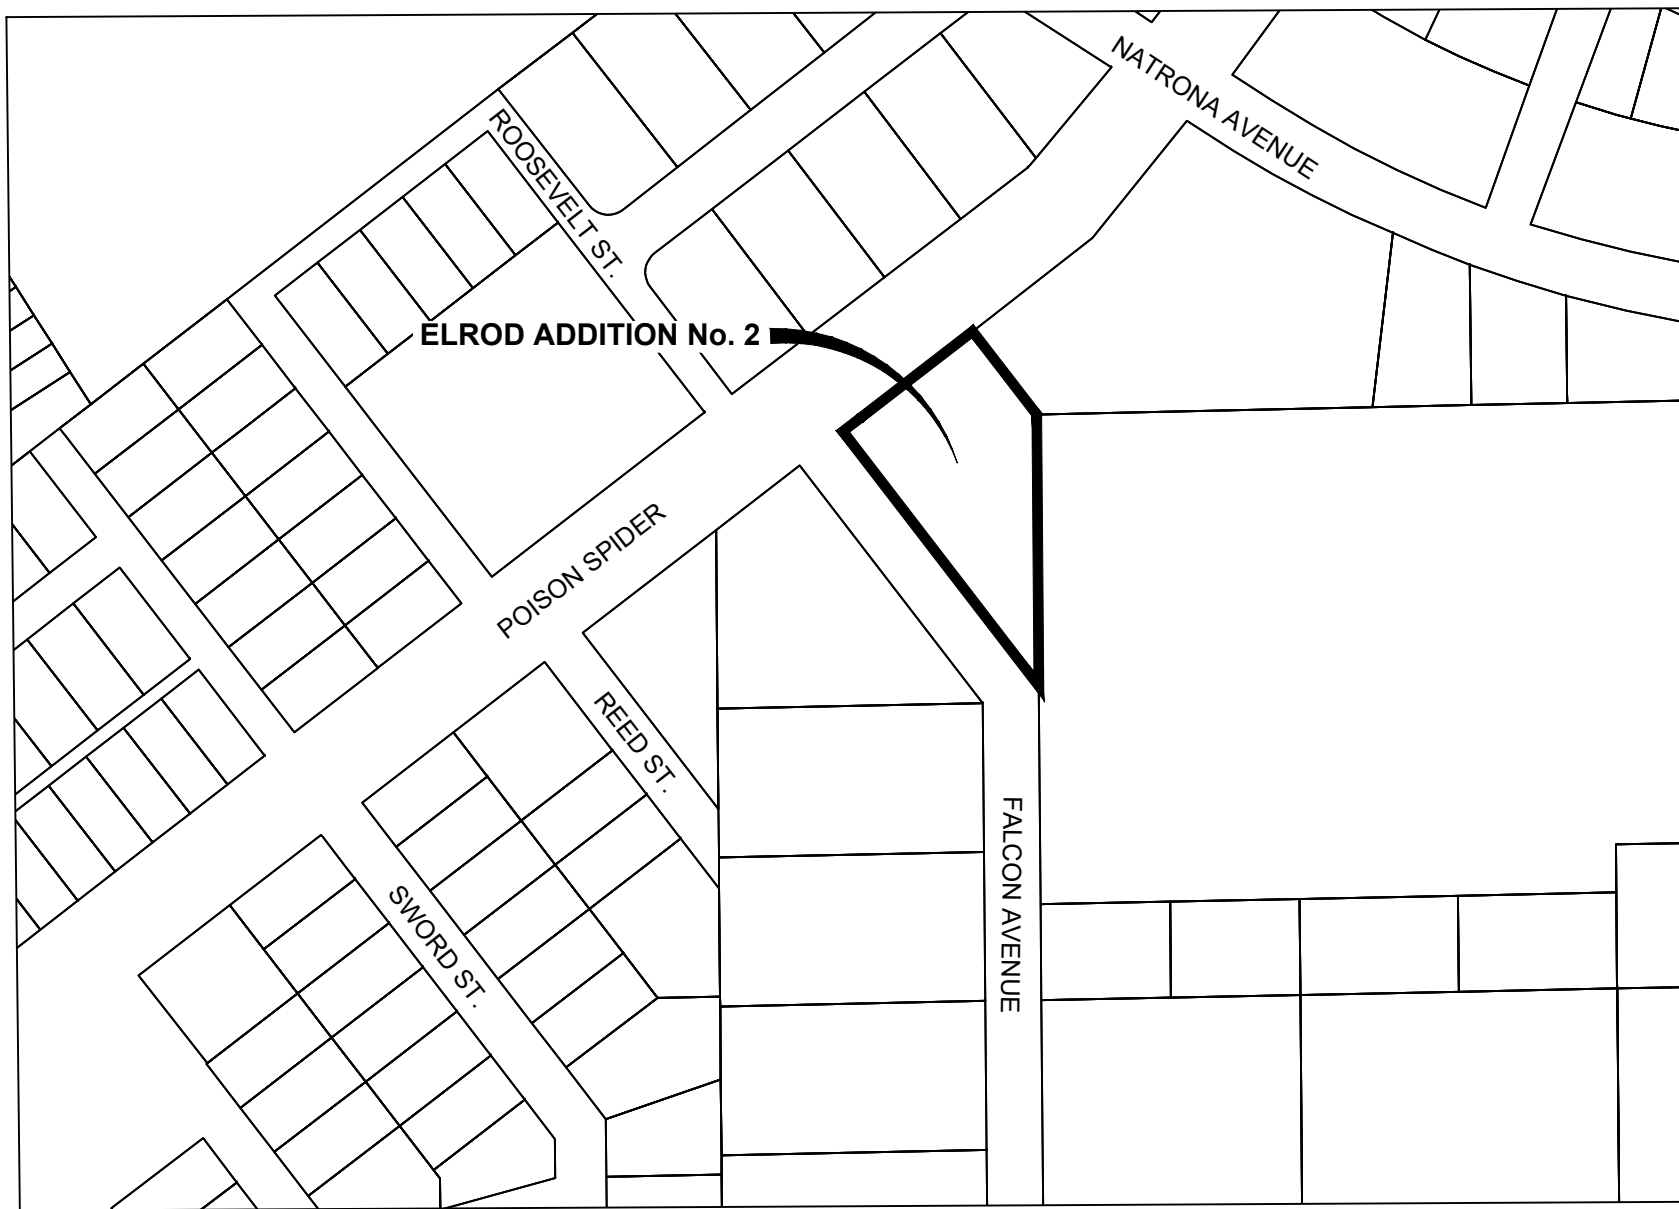 NATRONA AVENUE
ROOSEVELT ST.
ELROD ADDITION No. 2
POISON SPIDER
REED ST.
FALCON AVENUE
SWORD ST.